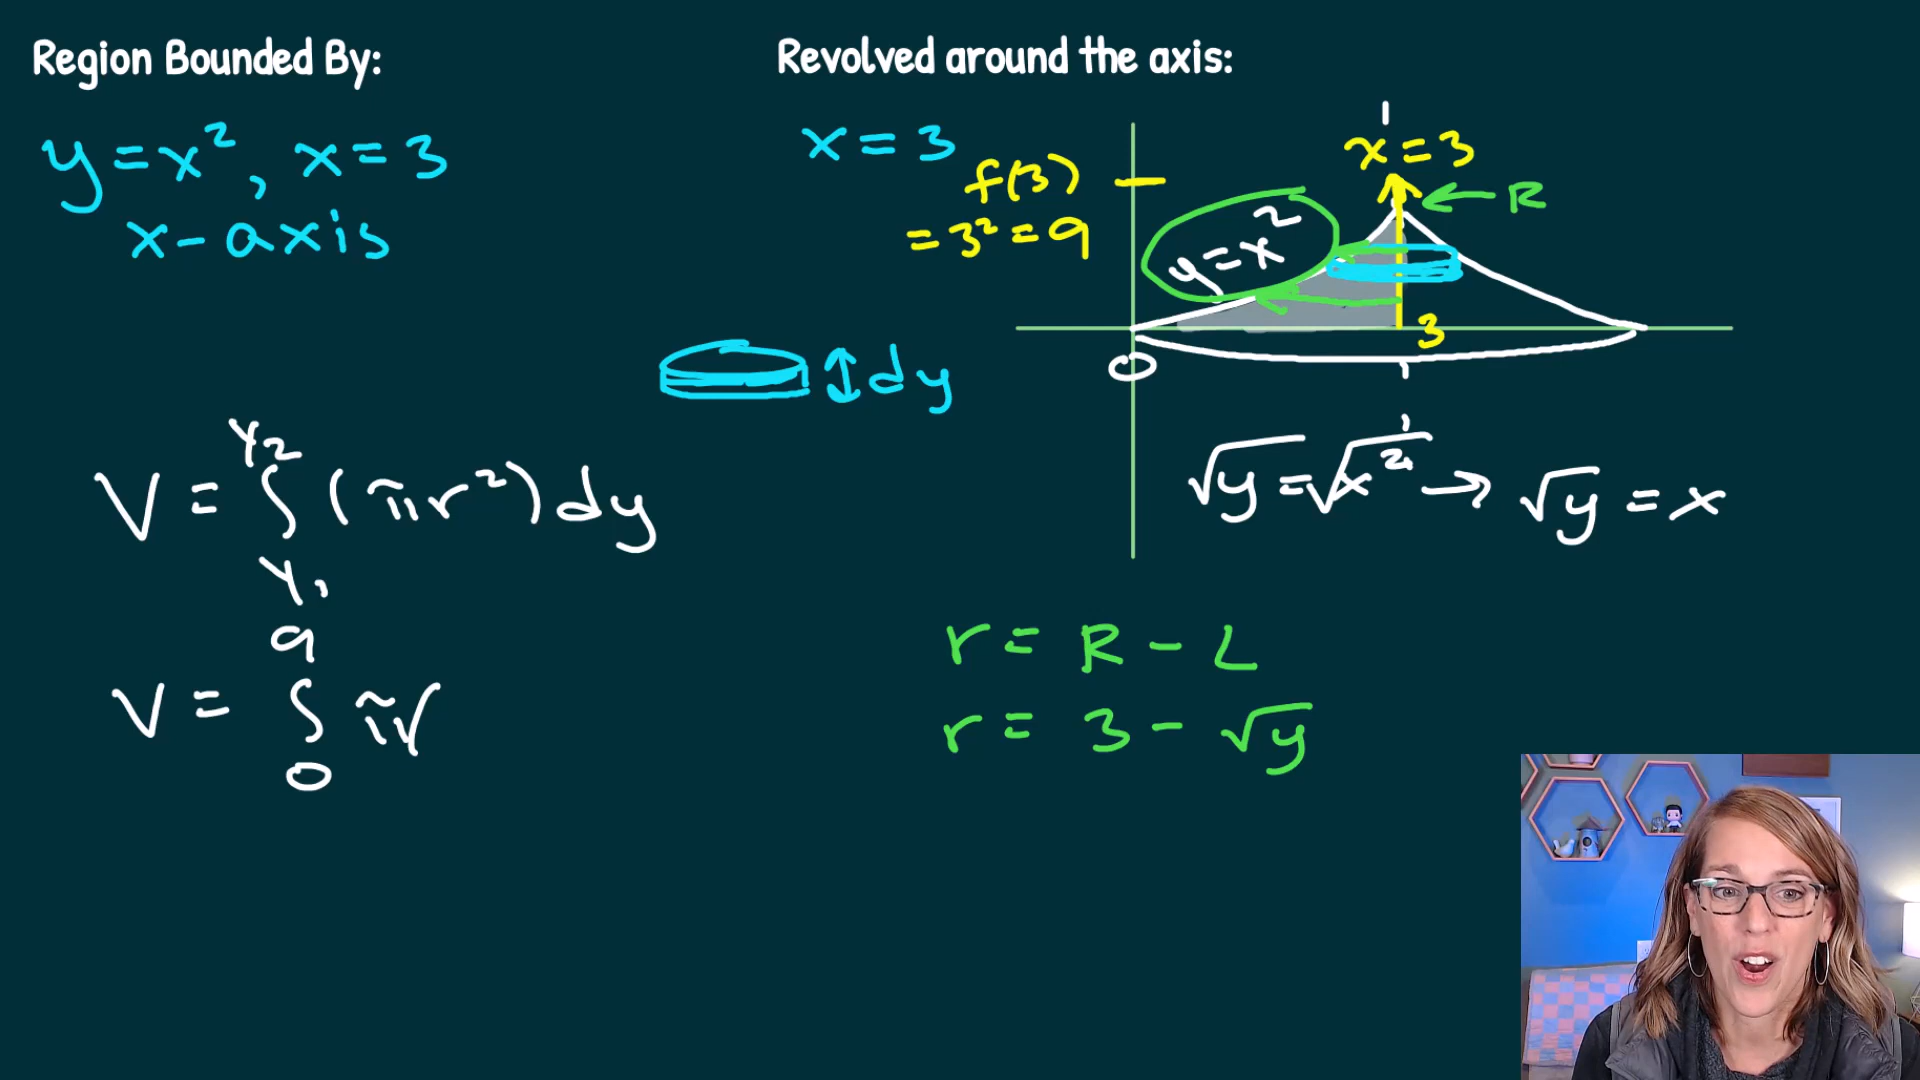 Region Bounded By:
y = x², x = 3
x-axis
Revolved around the axis:
x = 3
f(3)
= 3² = 9
x = 3
← R
y = x²
3
0
dy
V = ∫ (πr²) dy
y₂
y₁
√y = √x² → √y = x
r = R - L
r = 3 - √y
V = ∫ πr
9
0